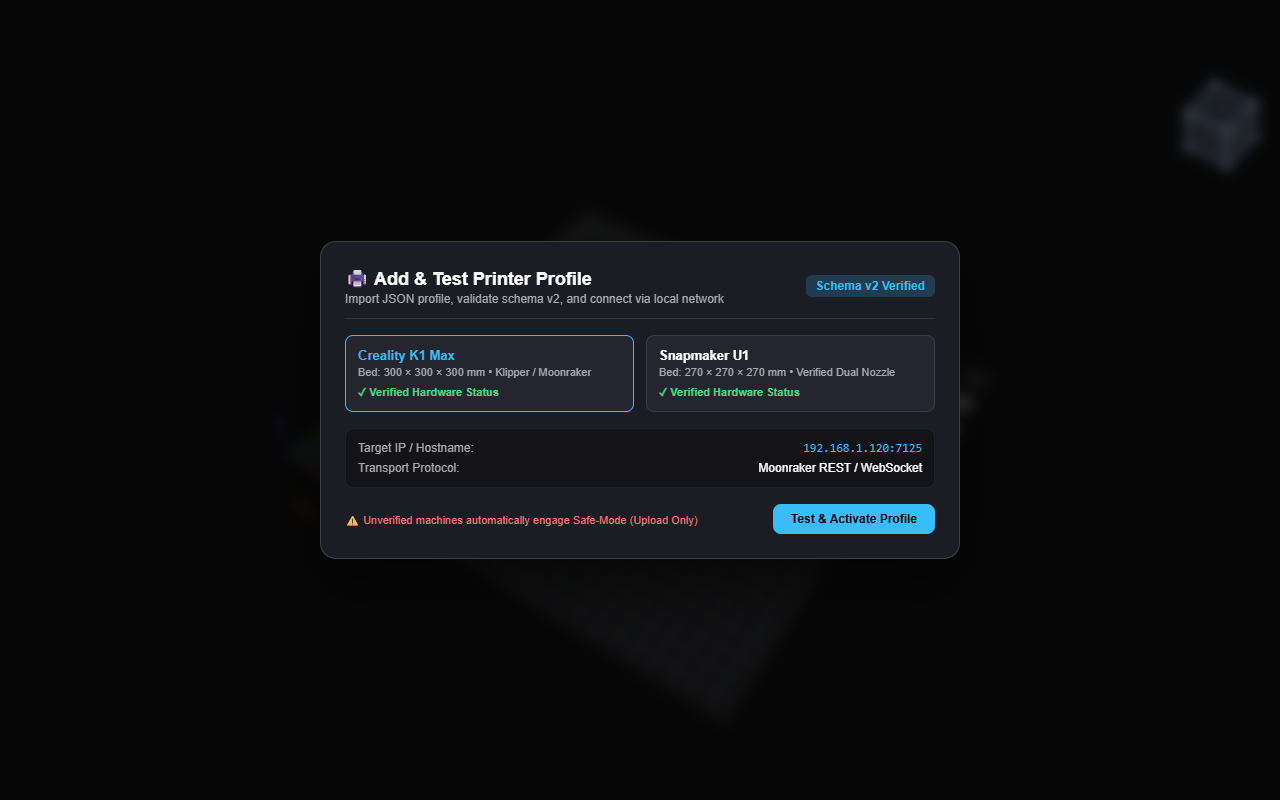 Add & Test Printer Profile
Import JSON profile, validate schema v2, and connect via local network
Schema v2 Verified
Creality K1 Max
Bed: 300 × 300 × 300 mm • Klipper / Moonraker
✓ Verified Hardware Status
Snapmaker U1
Bed: 270 × 270 × 270 mm • Verified Dual Nozzle
✓ Verified Hardware Status
Target IP / Hostname: 192.168.1.120:7125
Transport Protocol: Moonraker REST / WebSocket
⚠ Unverified machines automatically engage Safe-Mode (Upload Only)
Test & Activate Profile